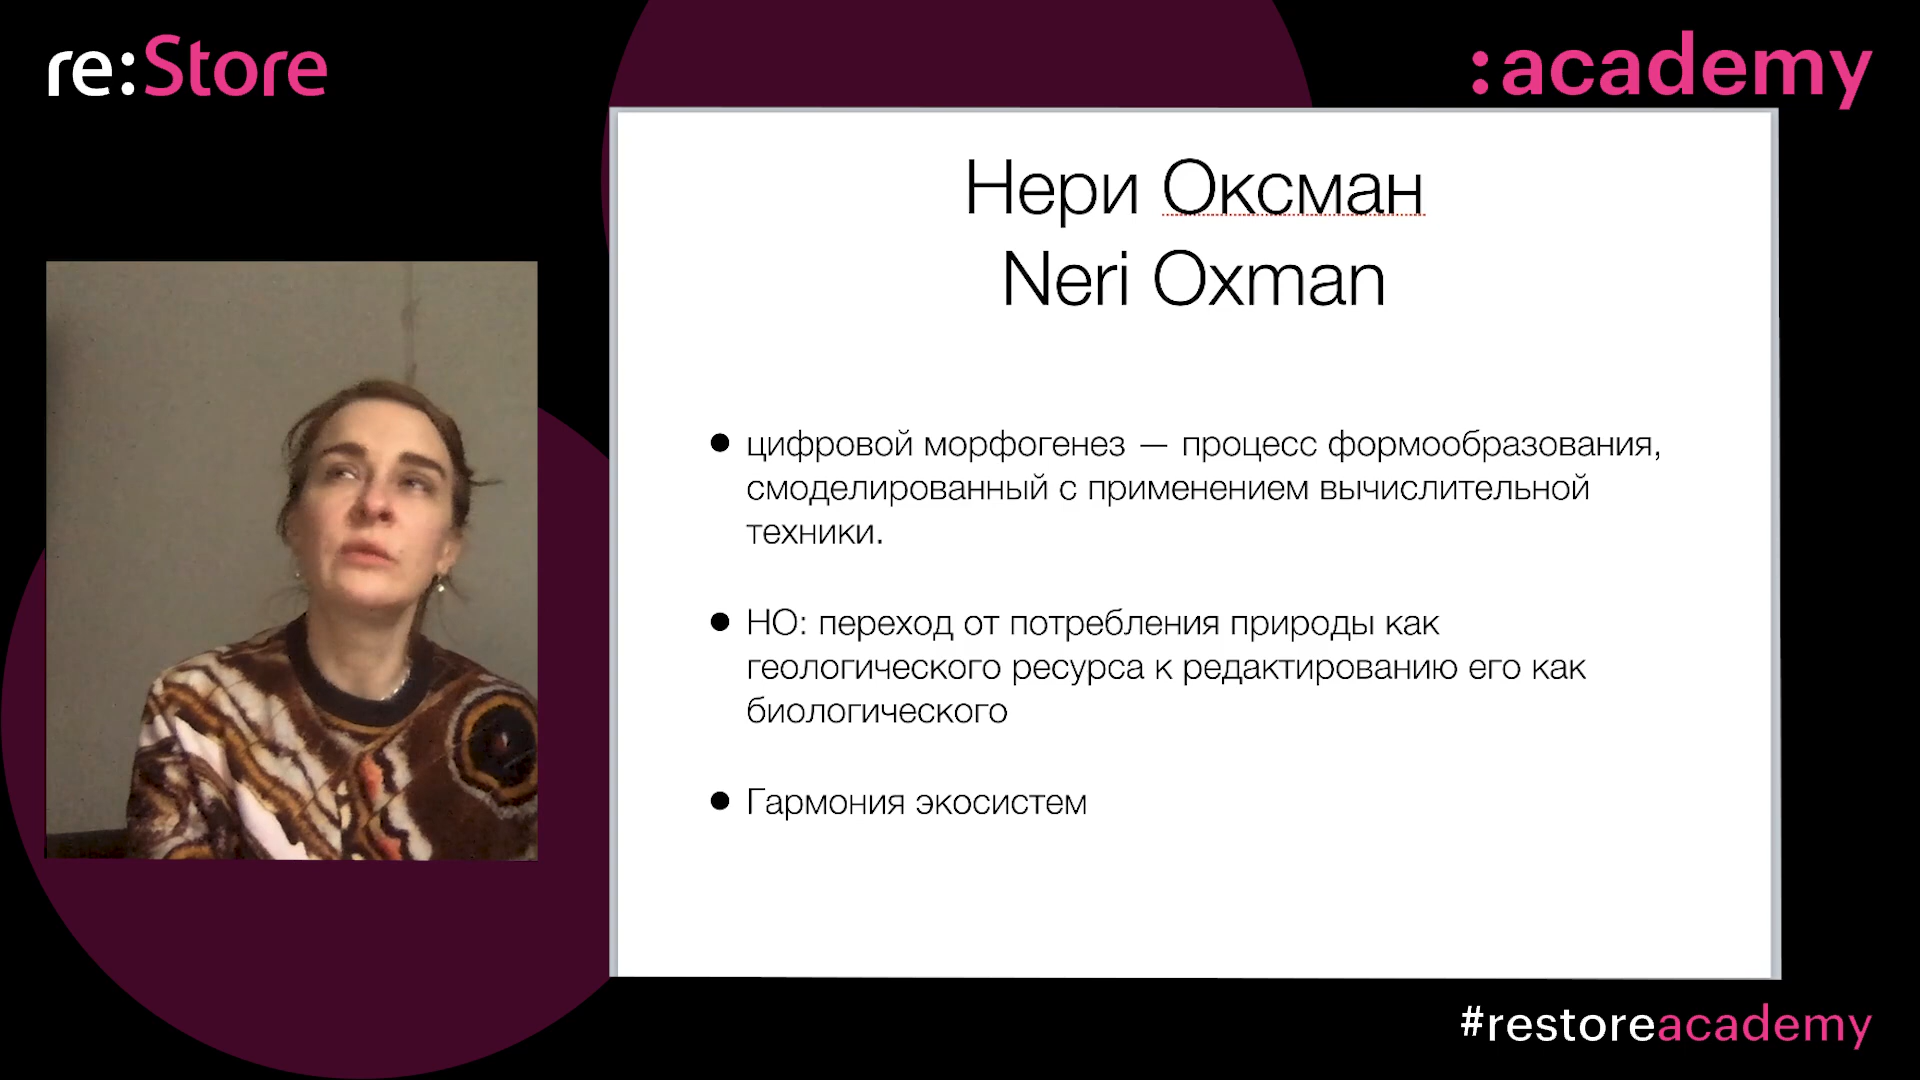 re:Store
:academy
Нери Оксман
Neri Oxman
● цифровой морфогенез — процесс формообразования,
смоделированный с применением вычислительной
техники.
● НО: переход от потребления природы как
геологического ресурса к редактированию его как
биологического
● Гармония экосистем
#restoreacademy